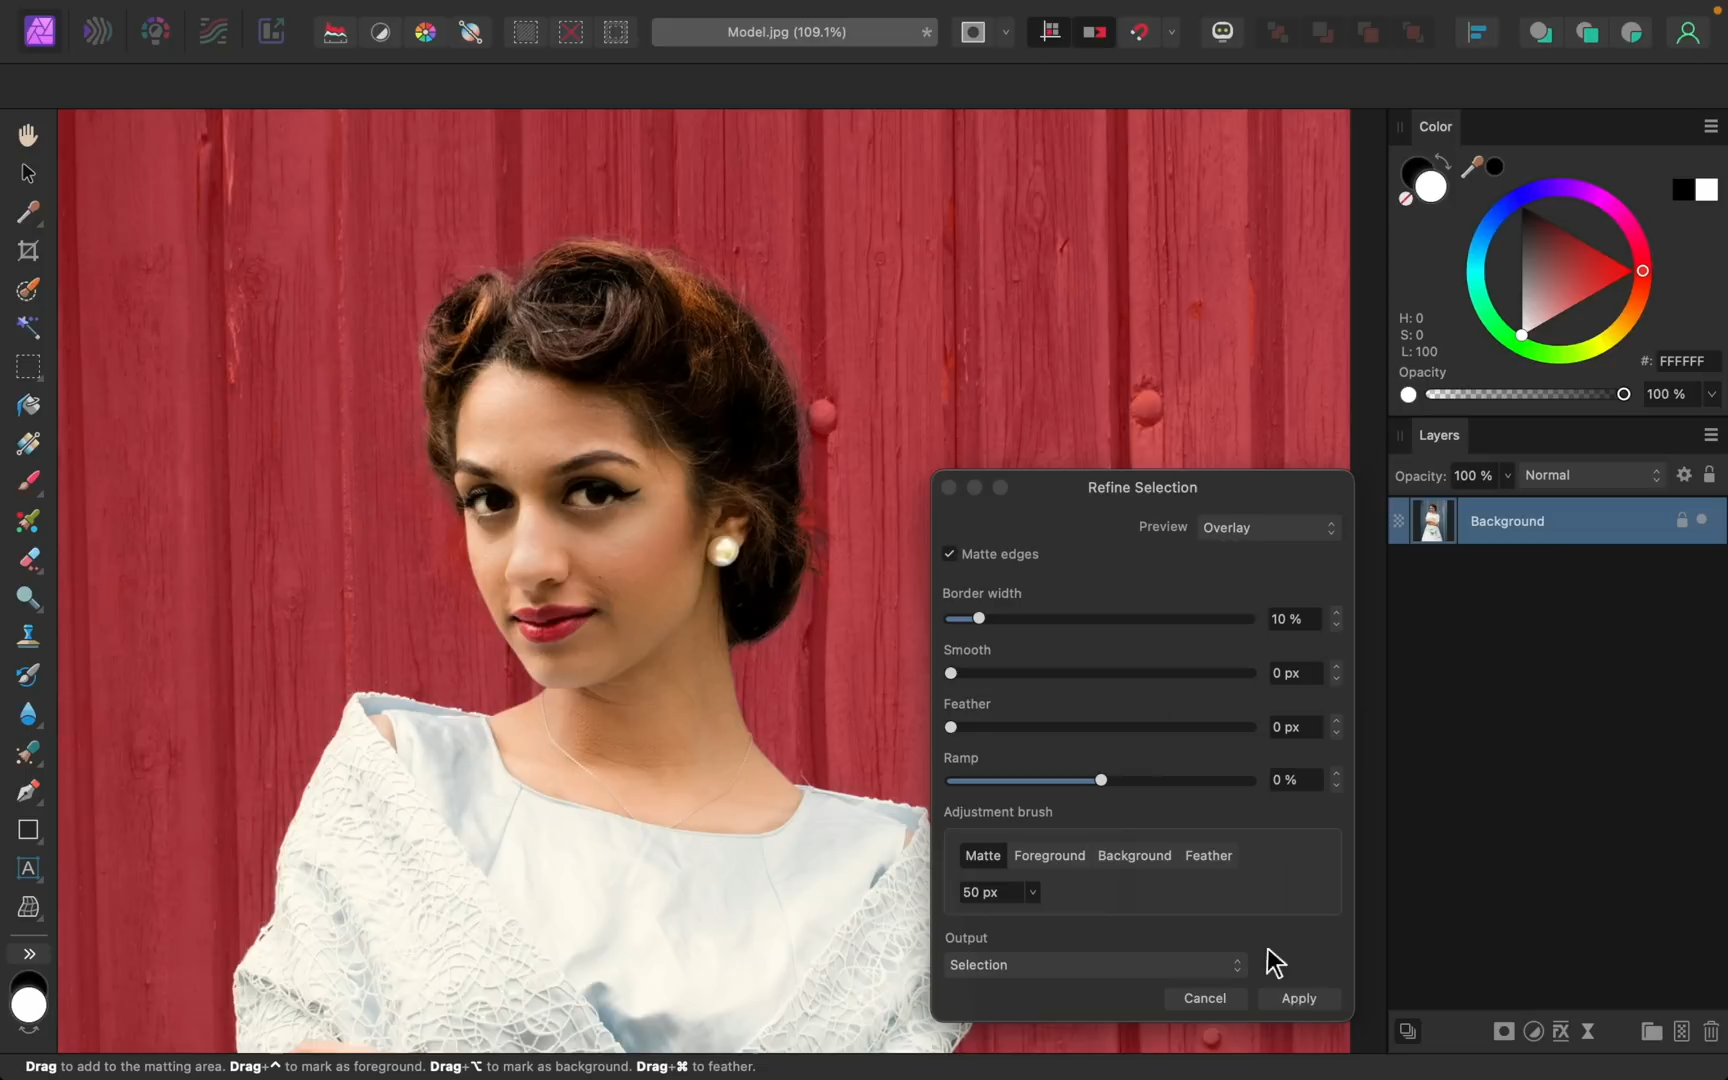 Model.jpg (109.1%)
*
Color
H: 0
S: 0
L: 100
#: FFFFFF
Opacity
100 %
Layers
Opacity: 100 % Normal
Background
Refine Selection
Preview Overlay
Matte edges
Border width
10 %
Smooth
0 px
Feather
0 px
Ramp
0 %
Adjustment brush
Matte Foreground Background Feather
50 px
Output
Selection
Cancel Apply
A
FX
Drag to add to the matting area. Drag+⌃ to mark as foreground. Drag+⌥ to mark as background. Drag+⌘ to feather.